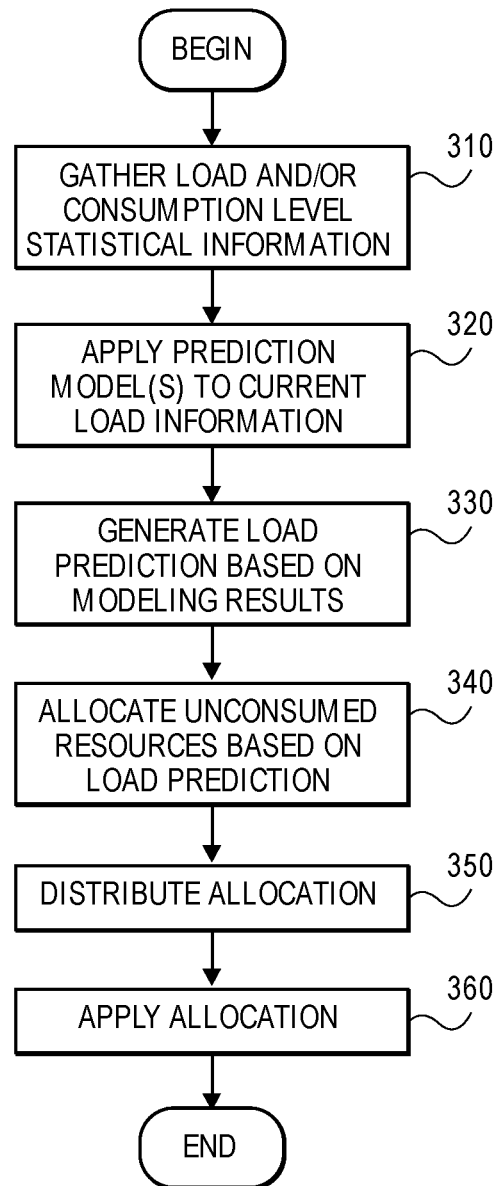 BEGIN
310
GATHER LOAD AND/OR
CONSUMPTION LEVEL
STATISTICAL INFORMATION
320
APPLY PREDICTION
MODEL(S) TO CURRENT
LOAD INFORMATION
330
GENERATE LOAD
PREDICTION BASED ON
MODELING RESULTS
340
ALLOCATE UNCONSUMED
RESOURCES BASED ON
LOAD PREDICTION
350
DISTRIBUTE ALLOCATION
360
APPLY ALLOCATION
END